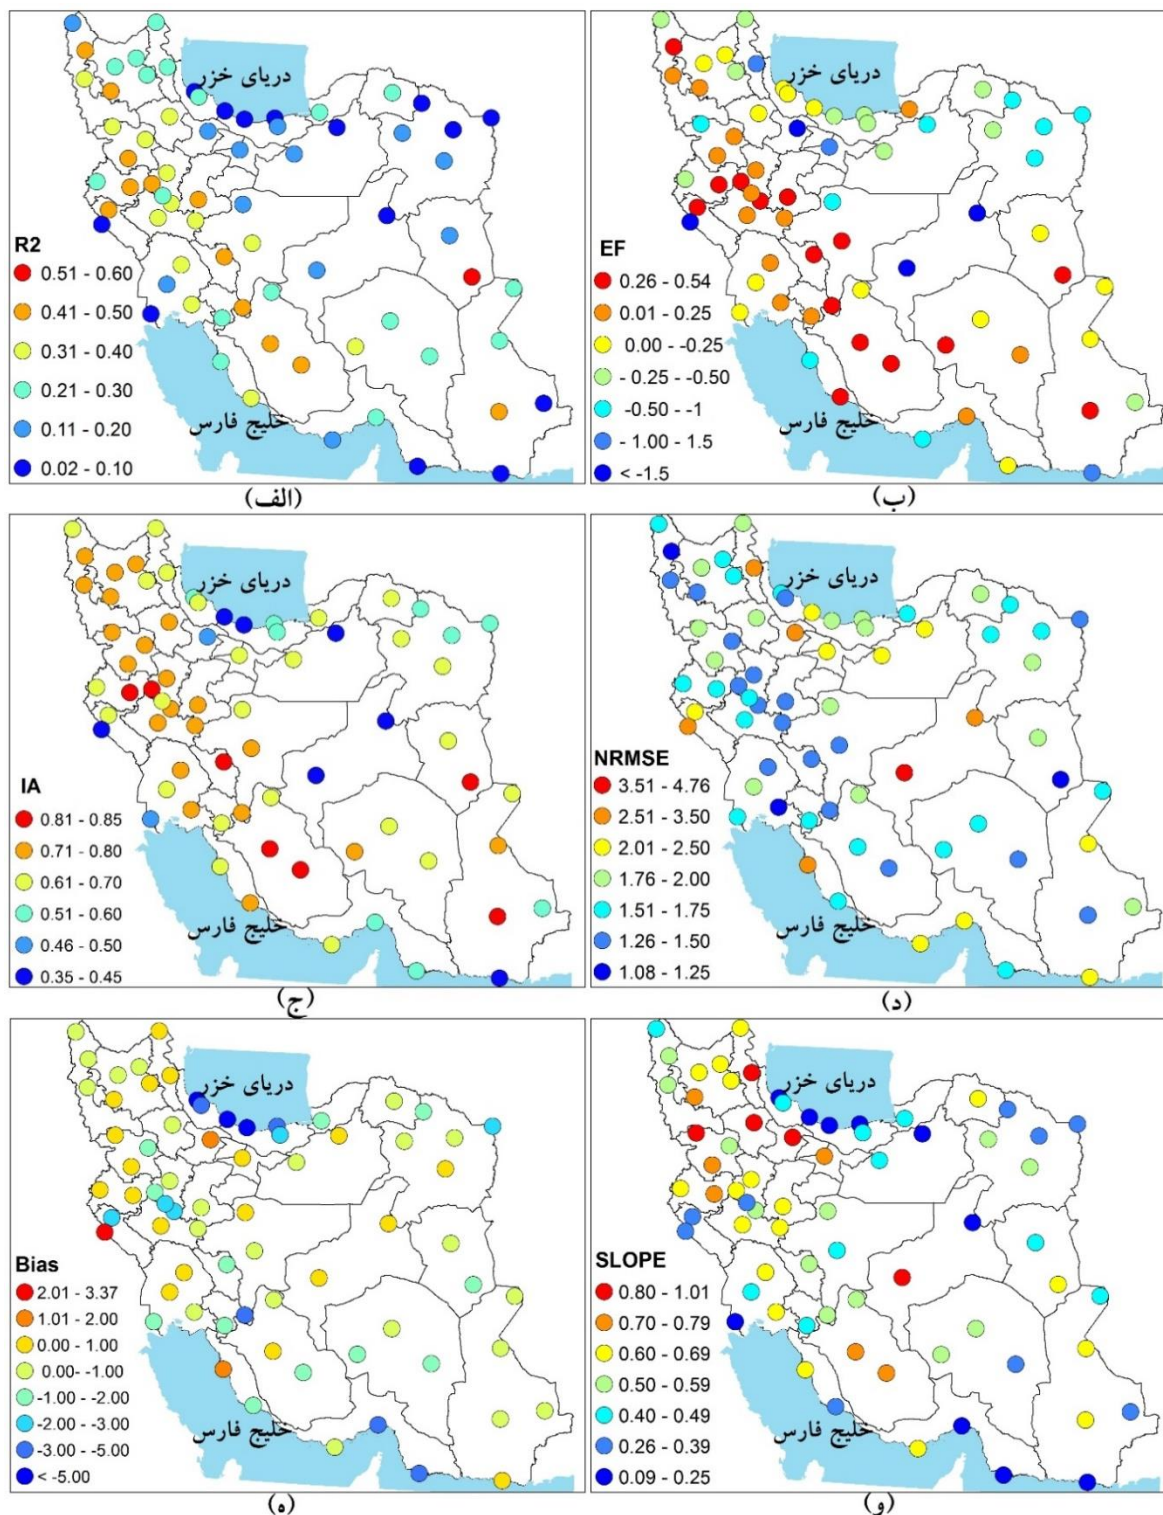 دریای خزر
R2
0.51 - 0.60
0.41 - 0.50
0.31 - 0.40
0.21 - 0.30
0.11 - 0.20
0.02 - 0.10
خلیج فارس
(الف)
دریای خزر
EF
0.26 - 0.54
0.01 - 0.25
0.00 - -0.25
- 0.25 - -0.50
-0.50 - -1
- 1.00 - 1.5
< -1.5
خلیج فارس
(ب)
دریای خزر
IA
0.81 - 0.85
0.71 - 0.80
0.61 - 0.70
0.51 - 0.60
0.46 - 0.50
0.35 - 0.45
خلیج فارس
(ج)
دریای خزر
NRMSE
3.51 - 4.76
2.51 - 3.50
2.01 - 2.50
1.76 - 2.00
1.51 - 1.75
1.26 - 1.50
1.08 - 1.25
خلیج فارس
(د)
دریای خزر
Bias
2.01 - 3.37
1.01 - 2.00
0.00 - 1.00
0.00- -1.00
-1.00 - -2.00
-2.00 - -3.00
-3.00 - -5.00
< -5.00
خلیج فارس
(ه)
دریای خزر
SLOPE
0.80 - 1.01
0.70 - 0.79
0.60 - 0.69
0.50 - 0.59
0.40 - 0.49
0.26 - 0.39
0.09 - 0.25
خلیج فارس
(و)